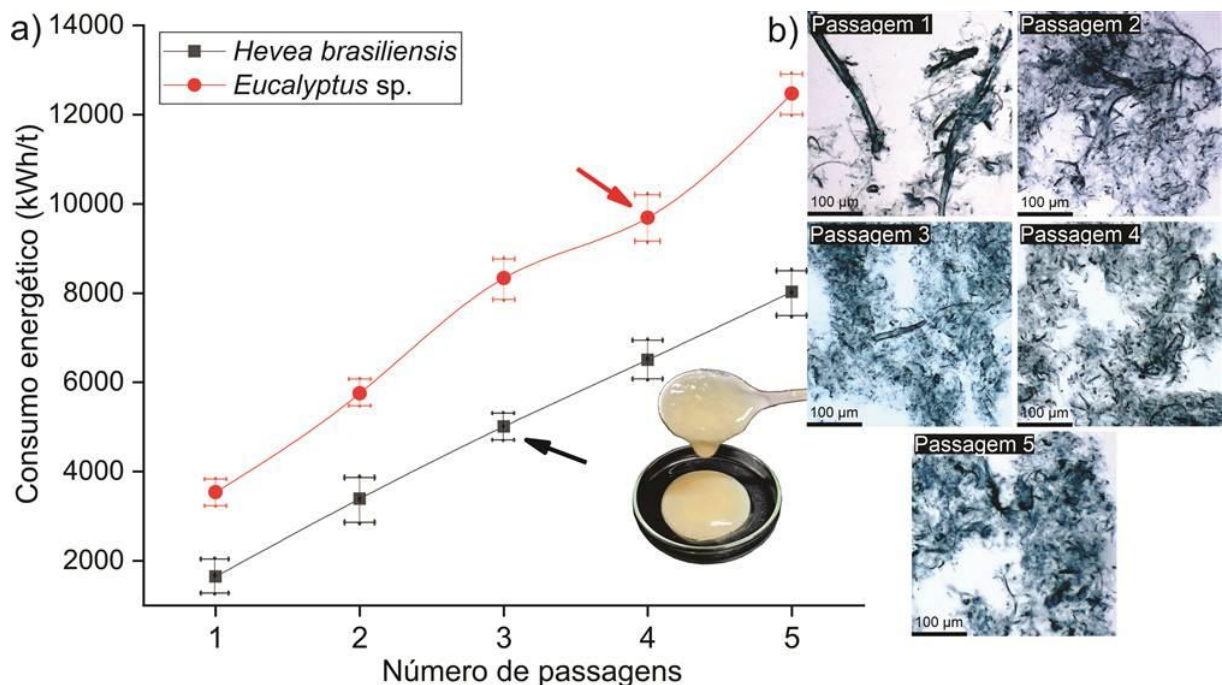 a)
14000
12000
10000
8000
6000
4000
2000
Consumo energético (kWh/t)
Hevea brasiliensis
Eucalyptus sp.
1 2 3 4 5
Número de passagens
b)
Passagem 1
100 µm
Passagem 2
100 µm
Passagem 3
100 µm
Passagem 4
100 µm
Passagem 5
100 µm